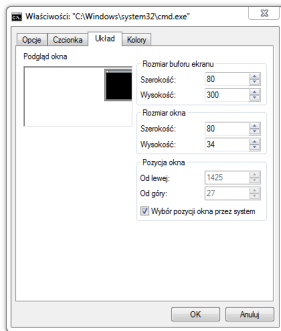 Właściwości: "C:\Windows\system32\cmd.exe"
Opcje Czcionka Układ Kolory
Podgląd okna
Rozmiar buforu ekranu
Szerokość: 80
Wysokość: 300
Rozmiar okna
Szerokość: 80
Wysokość: 34
Pozycja okna
Od lewej: 1425
Od góry: 27
Wybór pozycji okna przez system
OK Anuluj